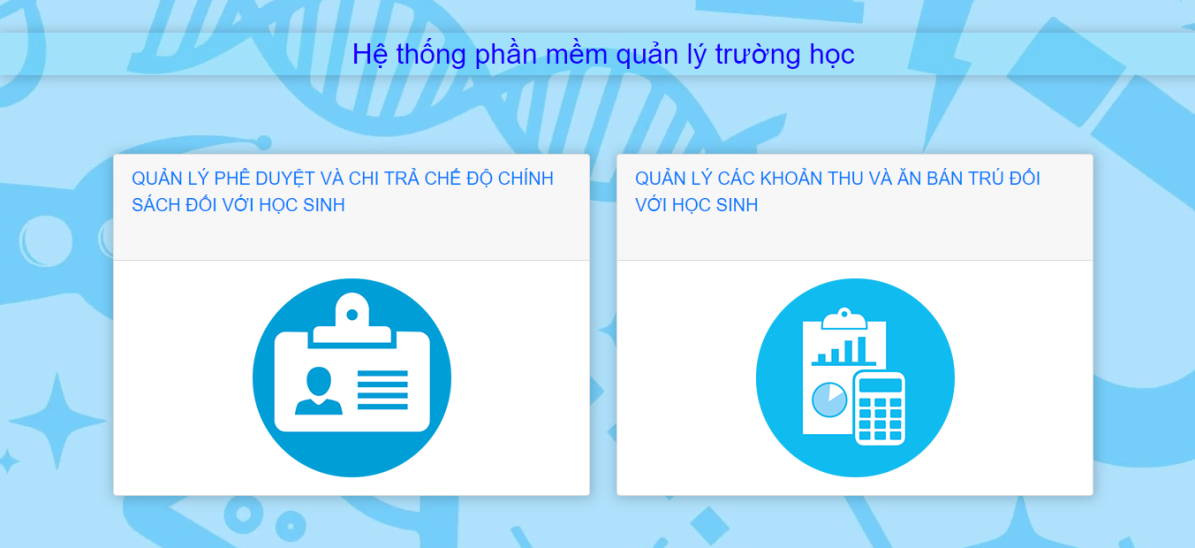 Hệ thống phần mềm quản lý trường học
QUẢN LÝ PHÊ DUYỆT VÀ CHI TRẢ CHẾ ĐỘ CHÍNH
SÁCH ĐỐI VỚI HỌC SINH
QUẢN LÝ CÁC KHOẢN THU VÀ ĂN BÁN TRÚ ĐỐI
VỚI HỌC SINH